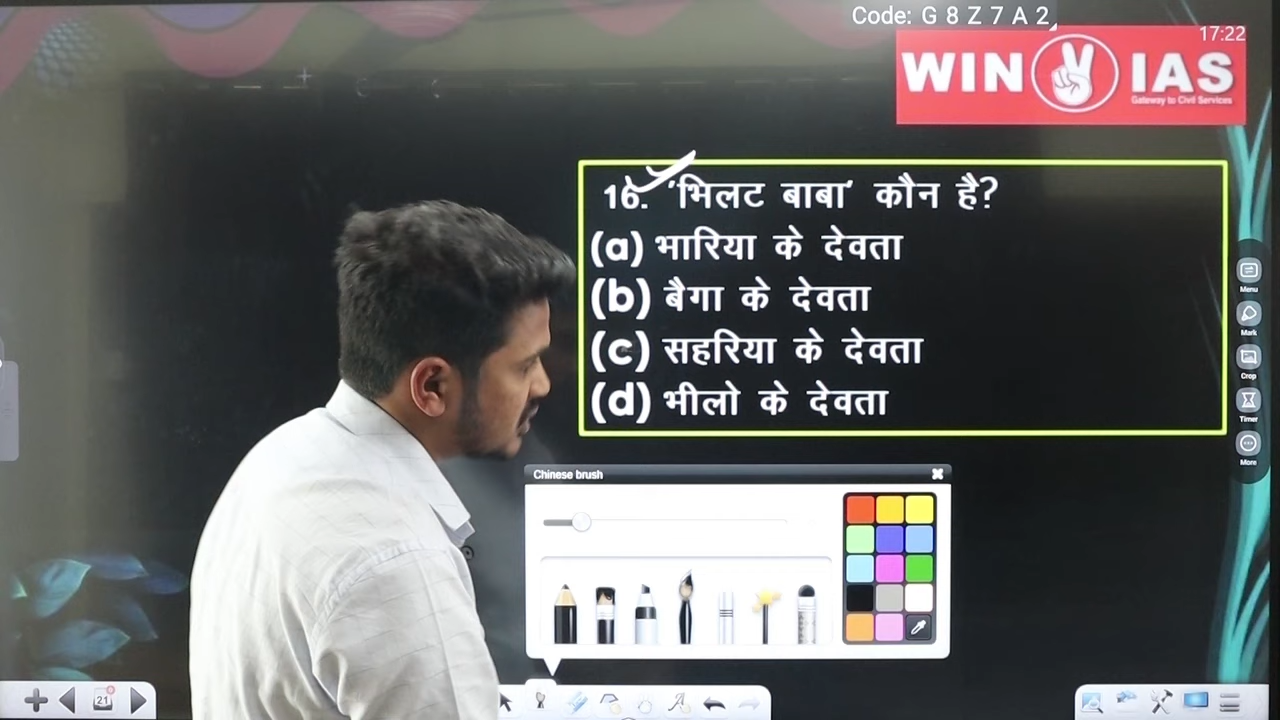 Code: G 8 Z 7 A 2
17:22
WIN IAS
Gateway to Civil Services
16. 'भिलट बाबा' कौन है?
(a) भारिया के देवता
(b) बैगा के देवता
(c) सहरिया के देवता
(d) भीलो के देवता
Menu
Mark
Crop
Timer
More
Chinese brush
21